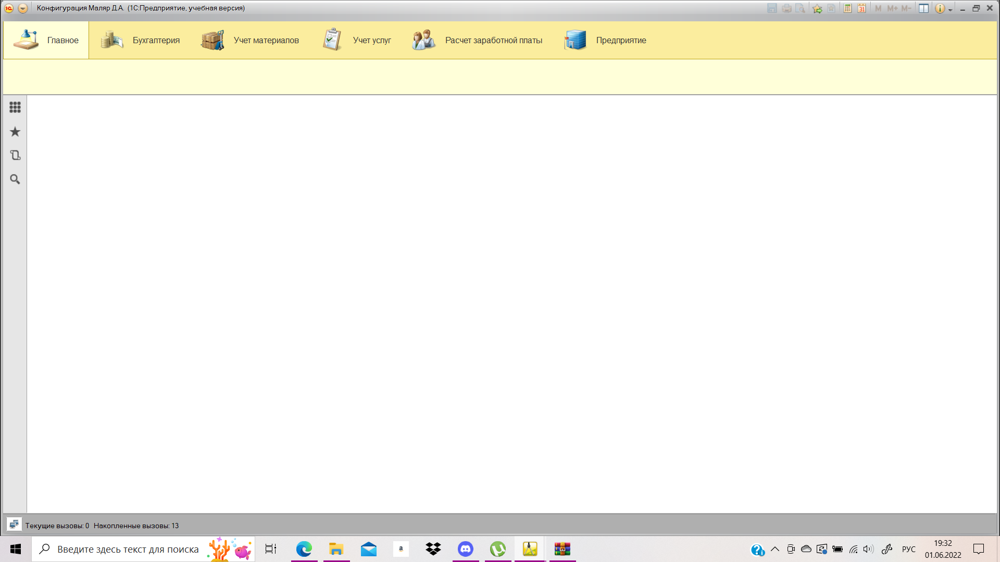 Конфигурация Маляр Д.А. (1С:Предприятие, учебная версия)
M M+ M-
Главное
Бухгалтерия
Учет материалов
Учет услуг
Расчет заработной платы
Предприятие
Текущие вызовы: 0 Накопленные вызовы: 13
Введите здесь текст для поиска
a
РУС
19:32
01.06.2022